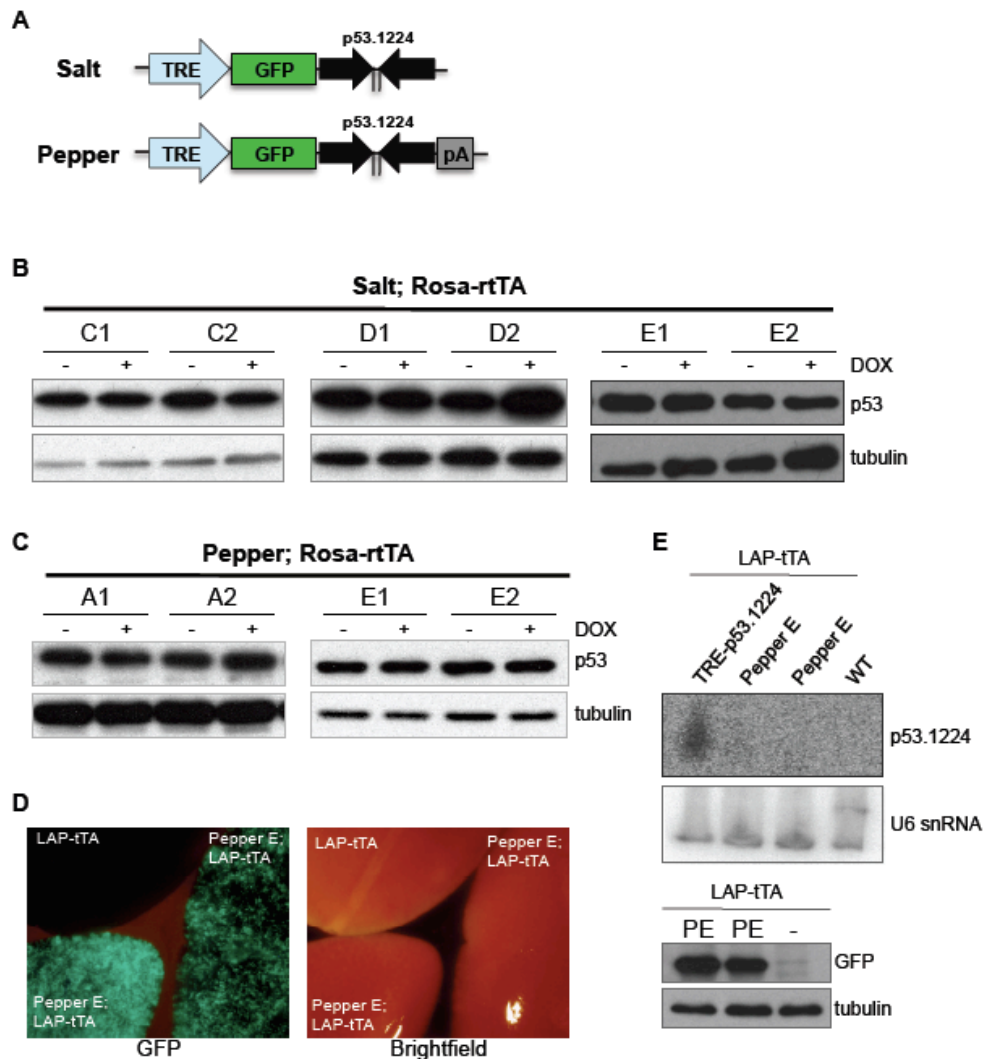 A
p53.1224
Salt
TRE
GFP
p53.1224
Pepper
TRE
GFP
pA
B
Salt; Rosa-rtTA
C1
C2
D1
D2
E1
E2
- + - + - + - + - + - + DOX
p53
tubulin
C
Pepper; Rosa-rtTA
A1
A2
E1
E2
- + - + - + - + DOX
p53
tubulin
D
LAP-tTA
Pepper E;
LAP-tTA
Pepper E;
LAP-tTA
GFP
LAP-tTA
Pepper E;
LAP-tTA
Pepper E;
LAP-tTA
Brightfield
E
LAP-tTA
TRE-p53.1224
Pepper E
Pepper E
WT
p53.1224
U6 snRNA
LAP-tTA
PE PE -
GFP
tubulin